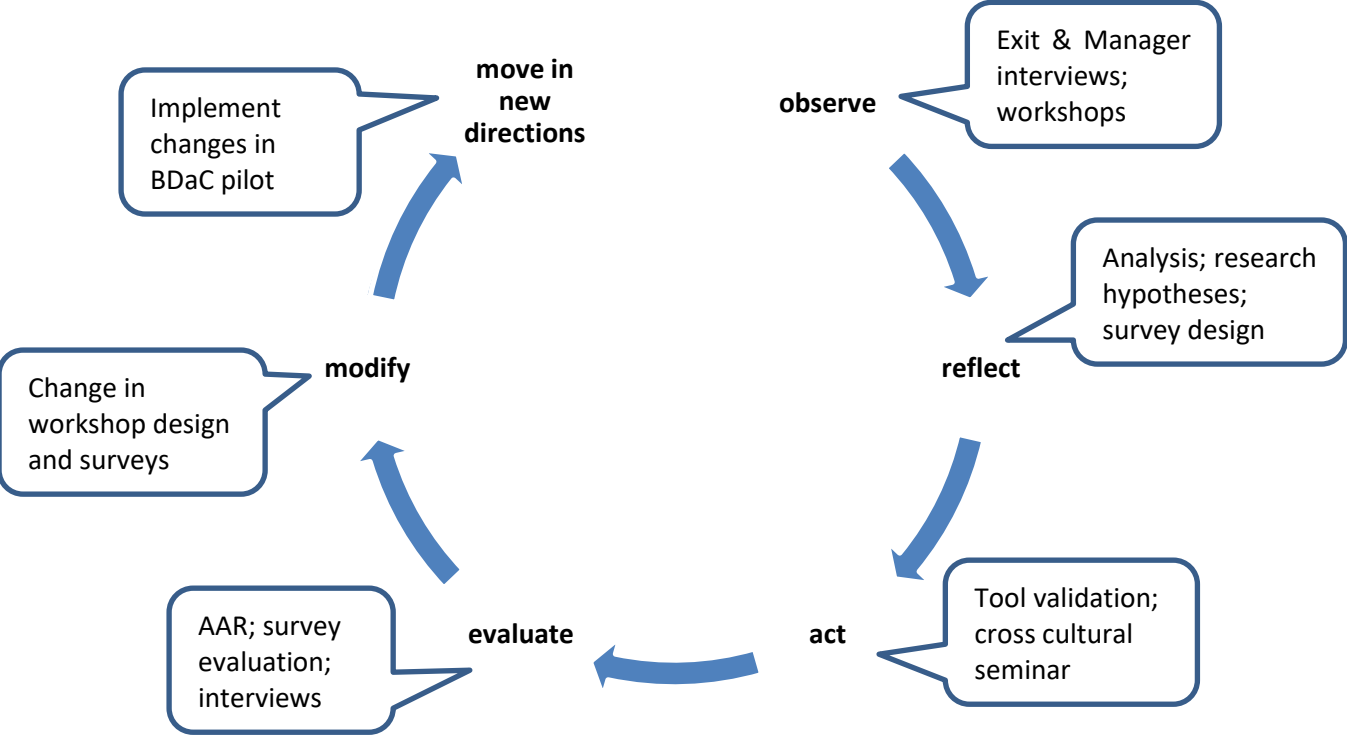 move in
new
directions
Implement
changes in
BDaC pilot
observe
Exit & Manager
interviews;
workshops
Analysis; research
hypotheses;
survey design
reflect
modify
Change in
workshop design
and surveys
Tool validation;
cross cultural
seminar
act
evaluate
AAR; survey
evaluation;
interviews